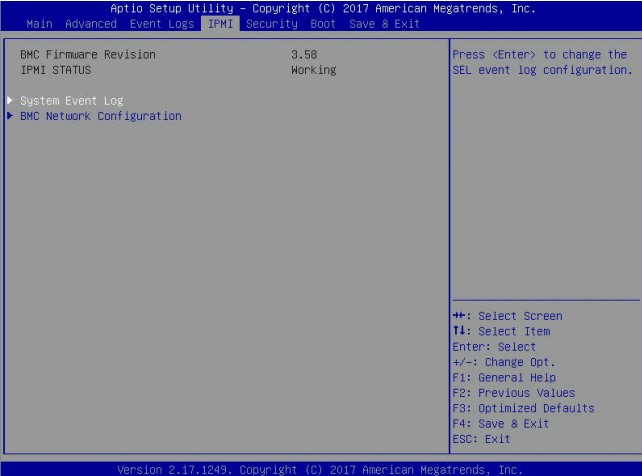 Aptio Setup Utility – Copyright (C) 2017 American Megatrends, Inc.
Main Advanced Event Logs IPMI Security Boot Save & Exit
BMC Firmware Revision 3.58
IPMI STATUS Working
System Event Log
BMC Network Configuration
Press <Enter> to change the
SEL event log configuration.
→←: Select Screen
↑↓: Select Item
Enter: Select
+/-: Change Opt.
F1: General Help
F2: Previous Values
F3: Optimized Defaults
F4: Save & Exit
ESC: Exit
Version 2.17.1249. Copyright (C) 2017 American Megatrends, Inc.